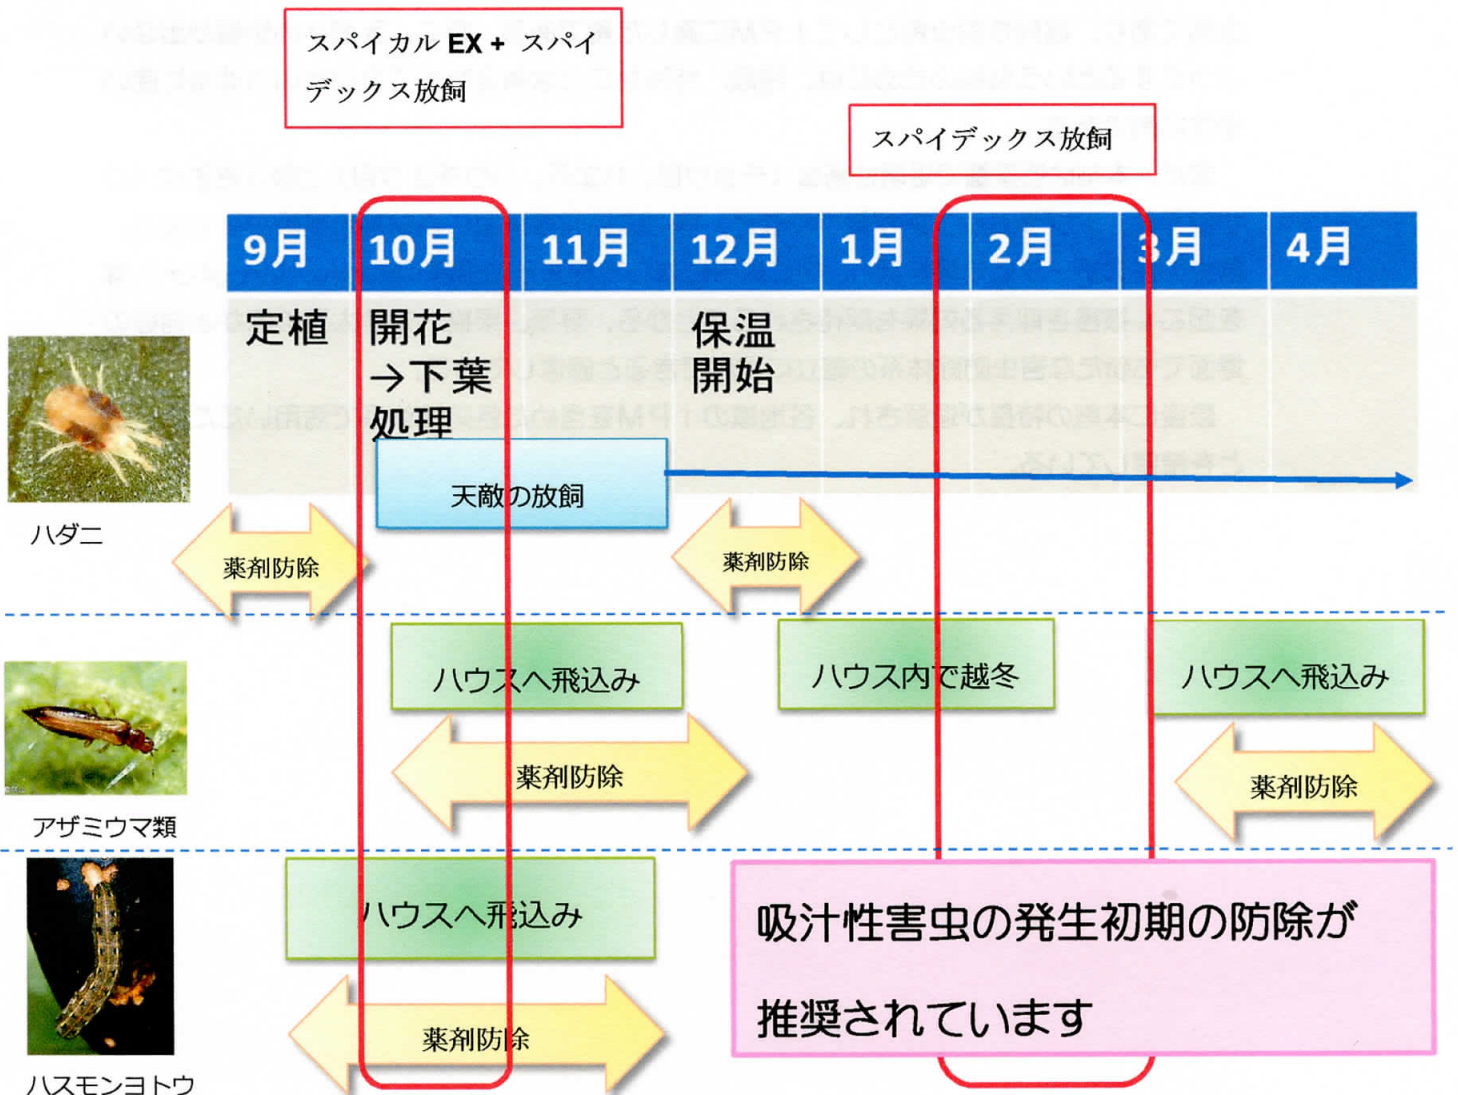 スパイカル EX + スパイ
デックス放飼
スパイデックス放飼
9月 10月 11月 12月 1月 2月 3月 4月
定植
開花
→下葉
処理
保温
開始
天敵の放飼
ハダニ
薬剤防除
薬剤防除
ハウスへ飛込み
ハウス内で越冬
ハウスへ飛込み
薬剤防除
薬剤防除
アザミウマ類
ハウスへ飛込み
薬剤防除
ハスモンヨトウ
吸汁性害虫の発生初期の防除が
推奨されています